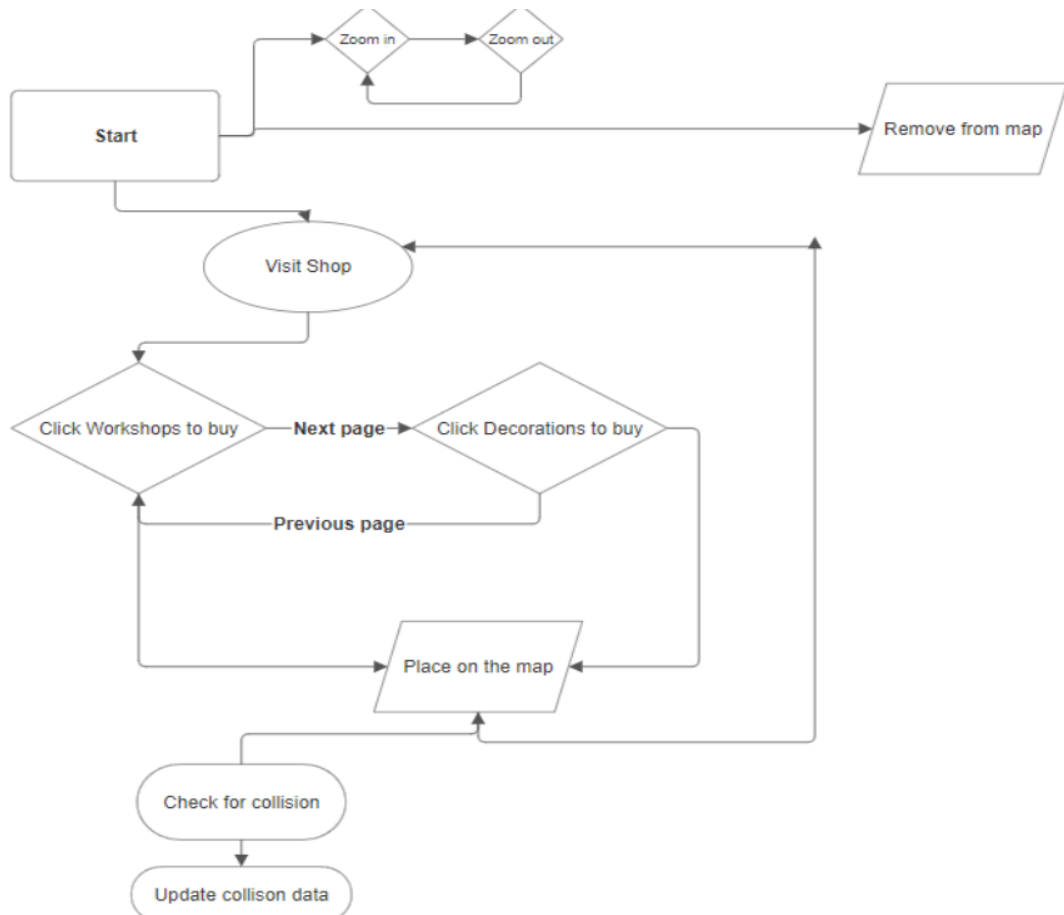 Zoom in
Zoom out
Start
Remove from map
Visit Shop
Click Workshops to buy
Next page
Click Decorations to buy
Previous page
Place on the map
Check for collision
Update collison data